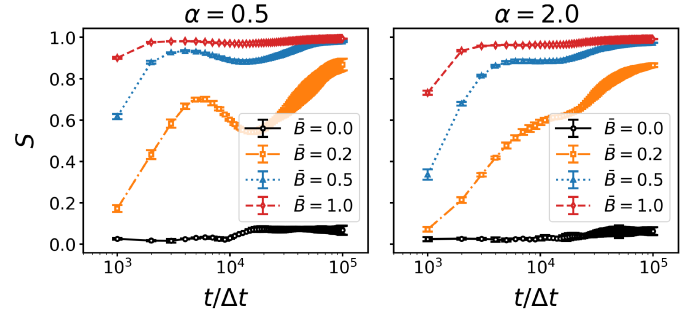 α = 0.5
α = 2.0
S
1.0
0.8
0.6
0.4
0.2
0.0
B̄ = 0.0
B̄ = 0.2
B̄ = 0.5
B̄ = 1.0
B̄ = 0.0
B̄ = 0.2
B̄ = 0.5
B̄ = 1.0
10³ 10⁴ 10⁵
10³ 10⁴ 10⁵
t/Δt
t/Δt